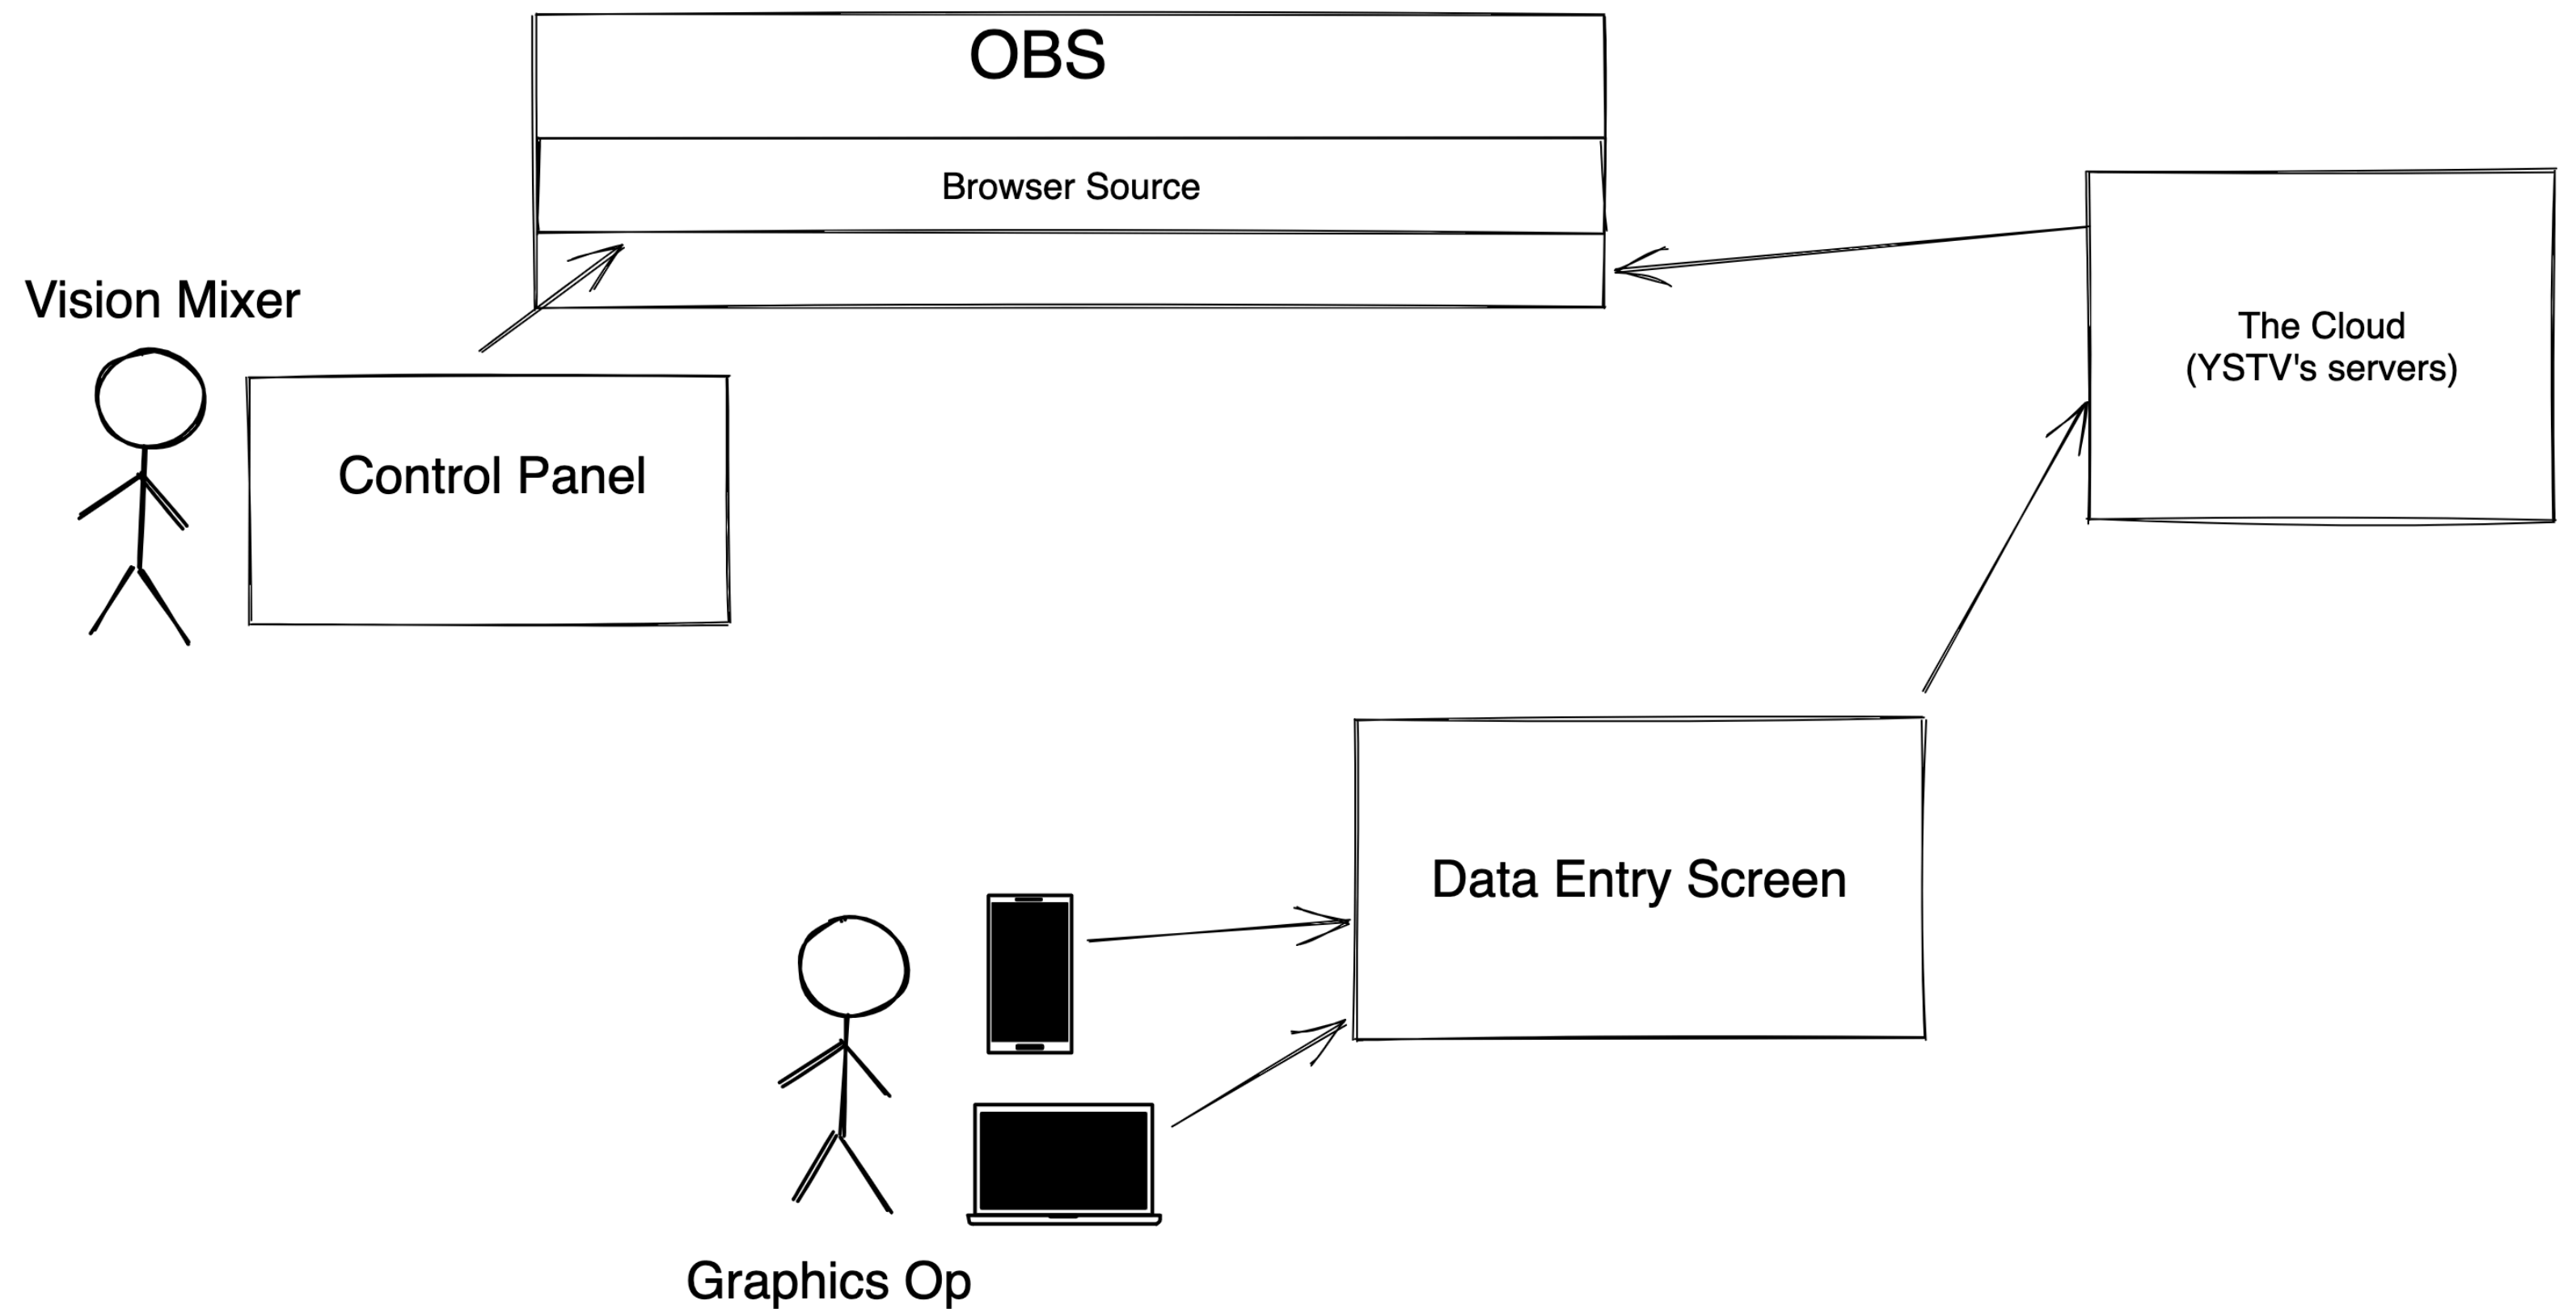 OBS
Browser Source
Vision Mixer
The Cloud
(YSTV's servers)
Control Panel
Data Entry Screen
Graphics Op